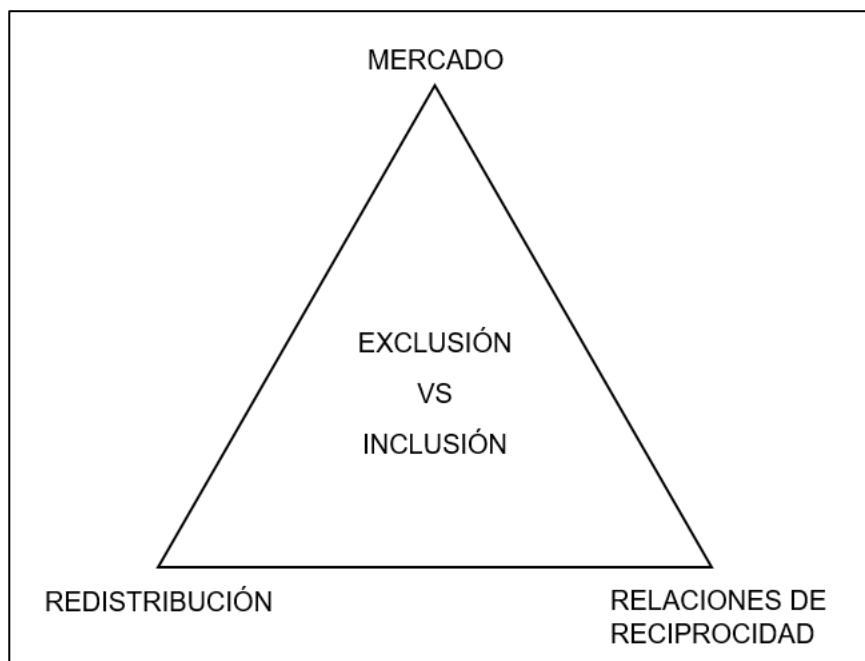 MERCADO
EXCLUSIÓN
VS
INCLUSIÓN
REDISTRIBUCIÓN
RELACIONES DE
RECIPROCIDAD